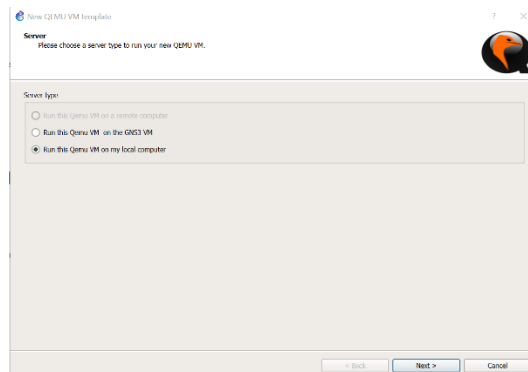 New QEMU VM template
Server
Please choose a server type to run your new QEMU VM.
Server type
Run this Qemu VM on a remote computer
Run this Qemu VM on the GNS3 VM
Run this Qemu VM on my local computer
< Back
Next >
Cancel